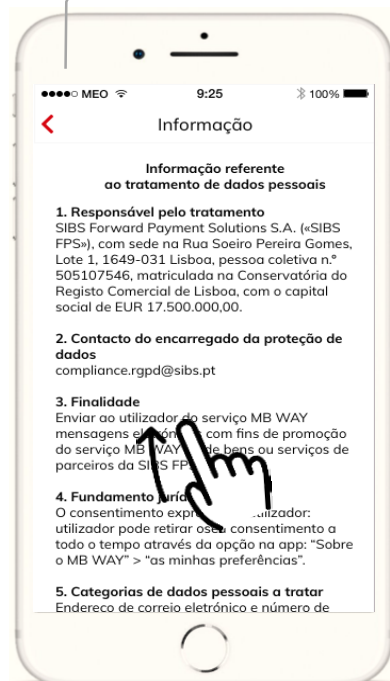 MEO 9:25 100%
Informação
Informação referente
ao tratamento de dados pessoais
1. Responsável pelo tratamento
SIBS Forward Payment Solutions S.A. («SIBS
FPS»), com sede na Rua Soeiro Pereira Gomes,
Lote 1, 1649-031 Lisboa, pessoa coletiva n.º
505107546, matriculada na Conservatória do
Registo Comercial de Lisboa, com o capital
social de EUR 17.500.000,00.
2. Contacto do encarregado da proteção de
dados
compliance.rgpd@sibs.pt
3. Finalidade
Enviar ao utilizador do serviço MB WAY
mensagens com fins de promoção
do serviço MB WAY de bens ou serviços de
parceiros da SIBS FPS
4. Fundamento
O consentimento
utilizador pode retirar oseu consentimento a
todo o tempo através da opção na app: “Sobre
o MB WAY” > “as minhas preferências”.
5. Categorias de dados pessoais a tratar
Endereço de correio eletrónico e número de